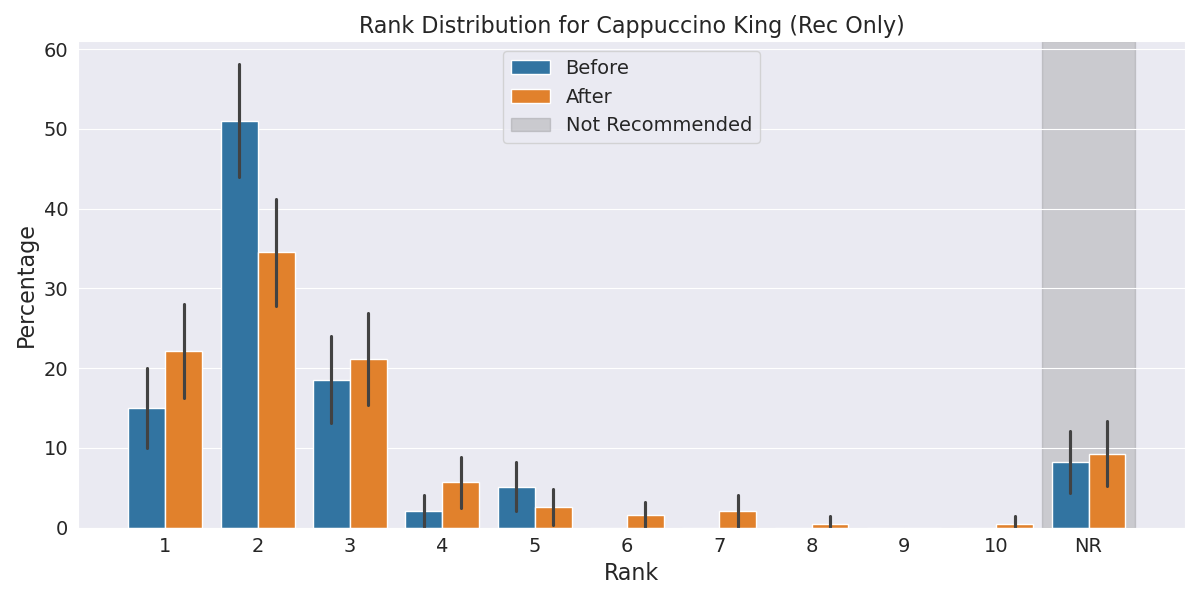 Rank Distribution for Cappuccino King (Rec Only)
Before
After
Not Recommended
Percentage
60
50
40
30
20
10
0
1 2 3 4 5 6 7 8 9 10 NR
Rank